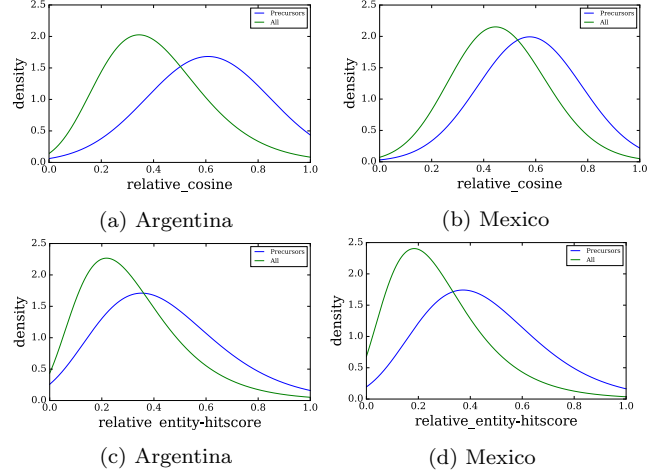 2.5
2.0
1.5
1.0
0.5
0.0
density
0.0 0.2 0.4 0.6 0.8 1.0
relative_cosine
Precursors
All
(a) Argentina
2.5
2.0
1.5
1.0
0.5
0.0
density
0.0 0.2 0.4 0.6 0.8 1.0
relative_cosine
Precursors
All
(b) Mexico
2.5
2.0
1.5
1.0
0.5
0.0
density
0.0 0.2 0.4 0.6 0.8 1.0
relative entity-hitscore
Precursors
All
(c) Argentina
2.5
2.0
1.5
1.0
0.5
0.0
density
0.0 0.2 0.4 0.6 0.8 1.0
relative_entity-hitscore
Precursors
All
(d) Mexico